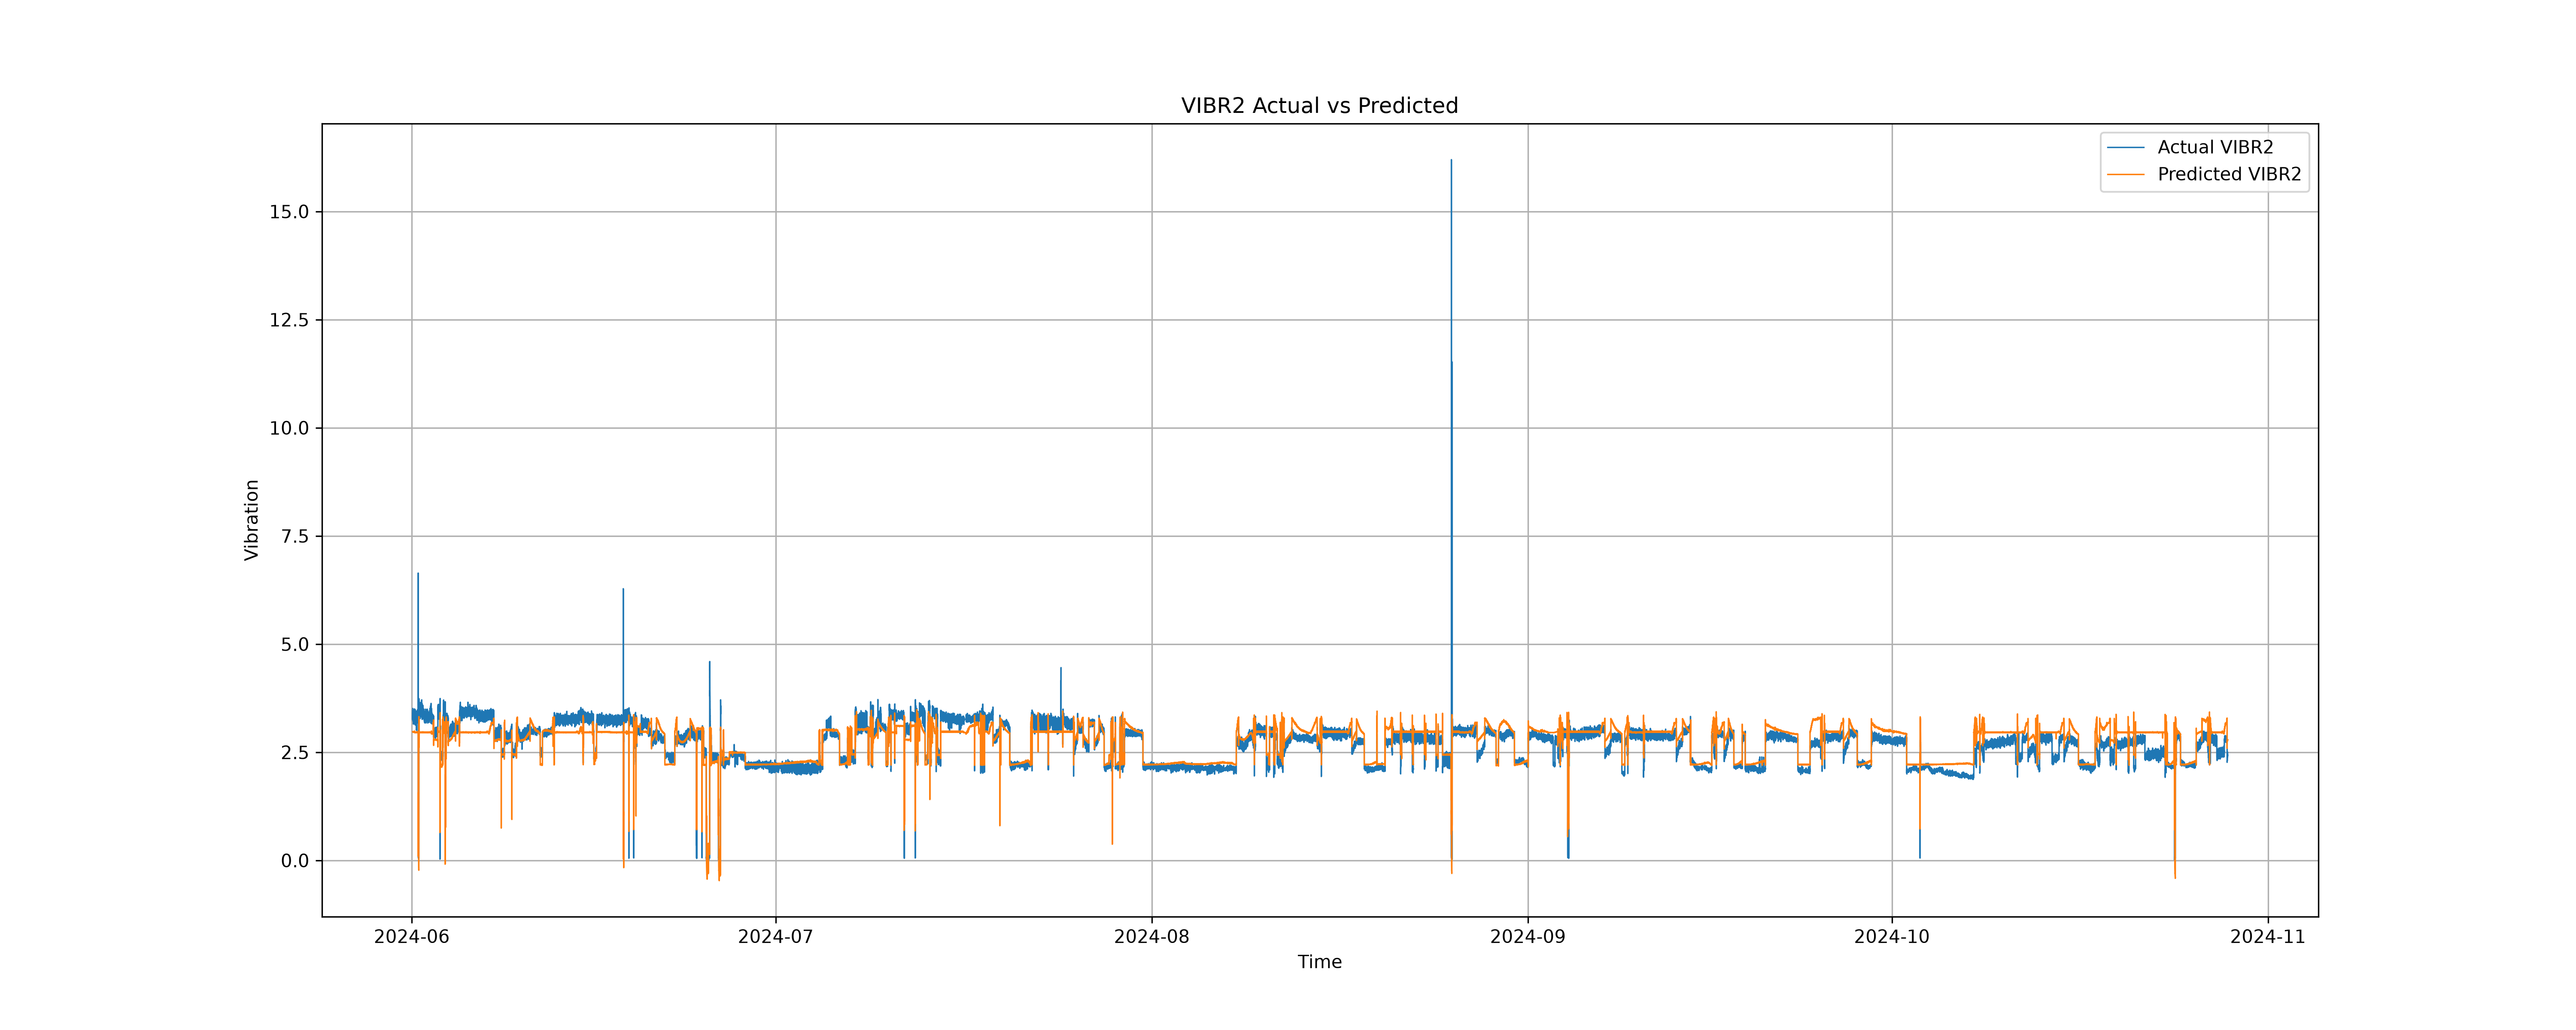 VIBR2 Actual vs Predicted
Actual VIBR2
Predicted VIBR2
15.0
12.5
10.0
7.5
5.0
2.5
0.0
Vibration
2024-06
2024-07
2024-08
2024-09
2024-10
2024-11
Time